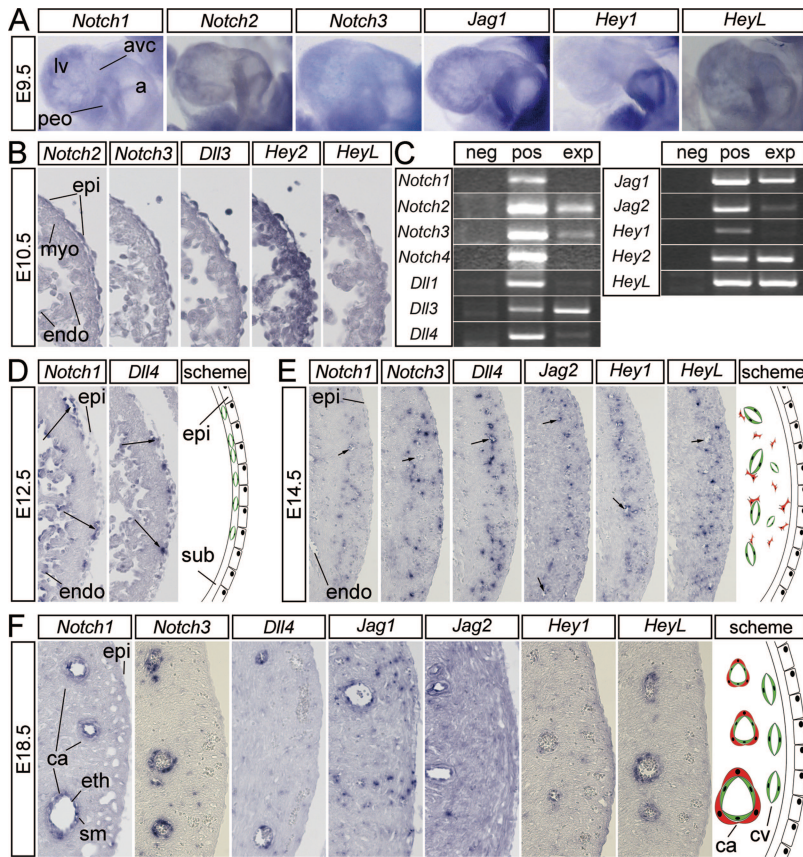 A
Notch1 Notch2 Notch3 Jag1 Hey1 HeyL
E9.5
lv avc a peo
B
Notch2 Notch3 Dll3 Hey2 HeyL
E10.5
epi
myo
endo
C
neg pos exp
Notch1
Notch2
Notch3
Notch4
Dll1
Dll3
Dll4
neg pos exp
Jag1
Jag2
Hey1
Hey2
HeyL
D
Notch1 Dll4 scheme
E12.5
epi
epi
sub
endo
E
Notch1 Notch3 Dll4 Jag2 Hey1 HeyL scheme
E14.5
epi
endo
F
Notch1 Notch3 Dll4 Jag1 Jag2 Hey1 HeyL scheme
E18.5
epi
ca
eth
sm
ca cv